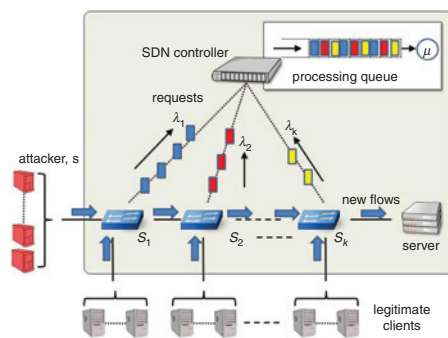 SDN controller
μ
processing queue
requests
λ1
λ2
λk
attacker, s
new flows
S1
S2
Sk
server
legitimate
clients